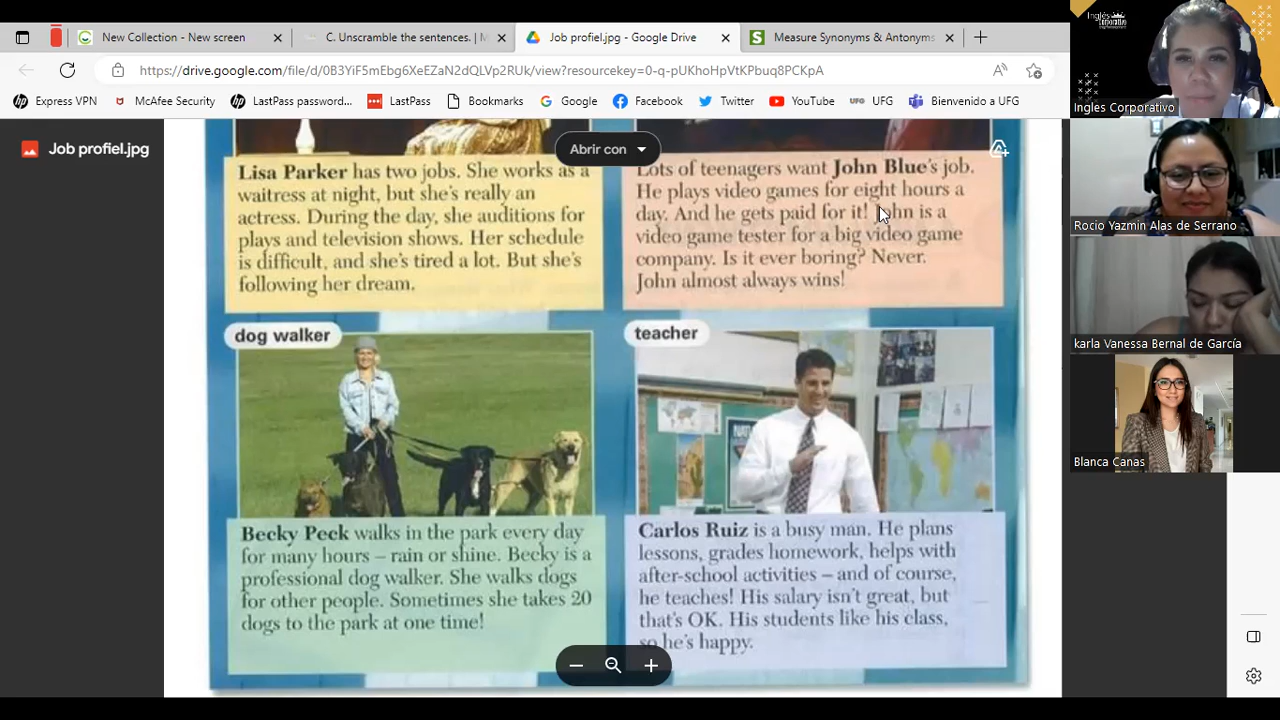 New Collection - New screen
C. Unscramble the sentences. | M
Job profiel.jpg - Google Drive
Measure Synonyms & Antonyms
https://drive.google.com/file/d/0B3YiF5mEbg6XeEZaN2dQLVp2RUk/view?resourcekey=0-q-pUKhoHpVtKPbuq8PCKpA
Express VPN
McAfee Security
LastPass password...
LastPass
Bookmarks
Google
Facebook
Twitter
YouTube
UFG
UFG
Bienvenido a UFG
Job profiel.jpg
Abrir con
Lisa Parker has two jobs. She works as a
waitress at night, but she's really an
actress. During the day, she auditions for
plays and television shows. Her schedule
is difficult, and she's tired a lot. But she's
following her dream.
Lots of teenagers want John Blue's job.
He plays video games for eight hours a
day. And he gets paid for it! John is a
video game tester for a big video game
company. Is it ever boring? Never.
John almost always wins!
dog walker
Becky Peck walks in the park every day
for many hours – rain or shine. Becky is a
professional dog walker. She walks dogs
for other people. Sometimes she takes 20
dogs to the park at one time!
teacher
Carlos Ruiz is a busy man. He plans
lessons, grades homework, helps with
after-school activities – and of course,
he teaches! His salary isn't great, but
that's OK. His students like his class,
so he's happy.
Inglés
Corporativo
Ingles Corporativo
Rocio Yazmin Alas de Serrano
karla Vanessa Bernal de García
Blanca Canas